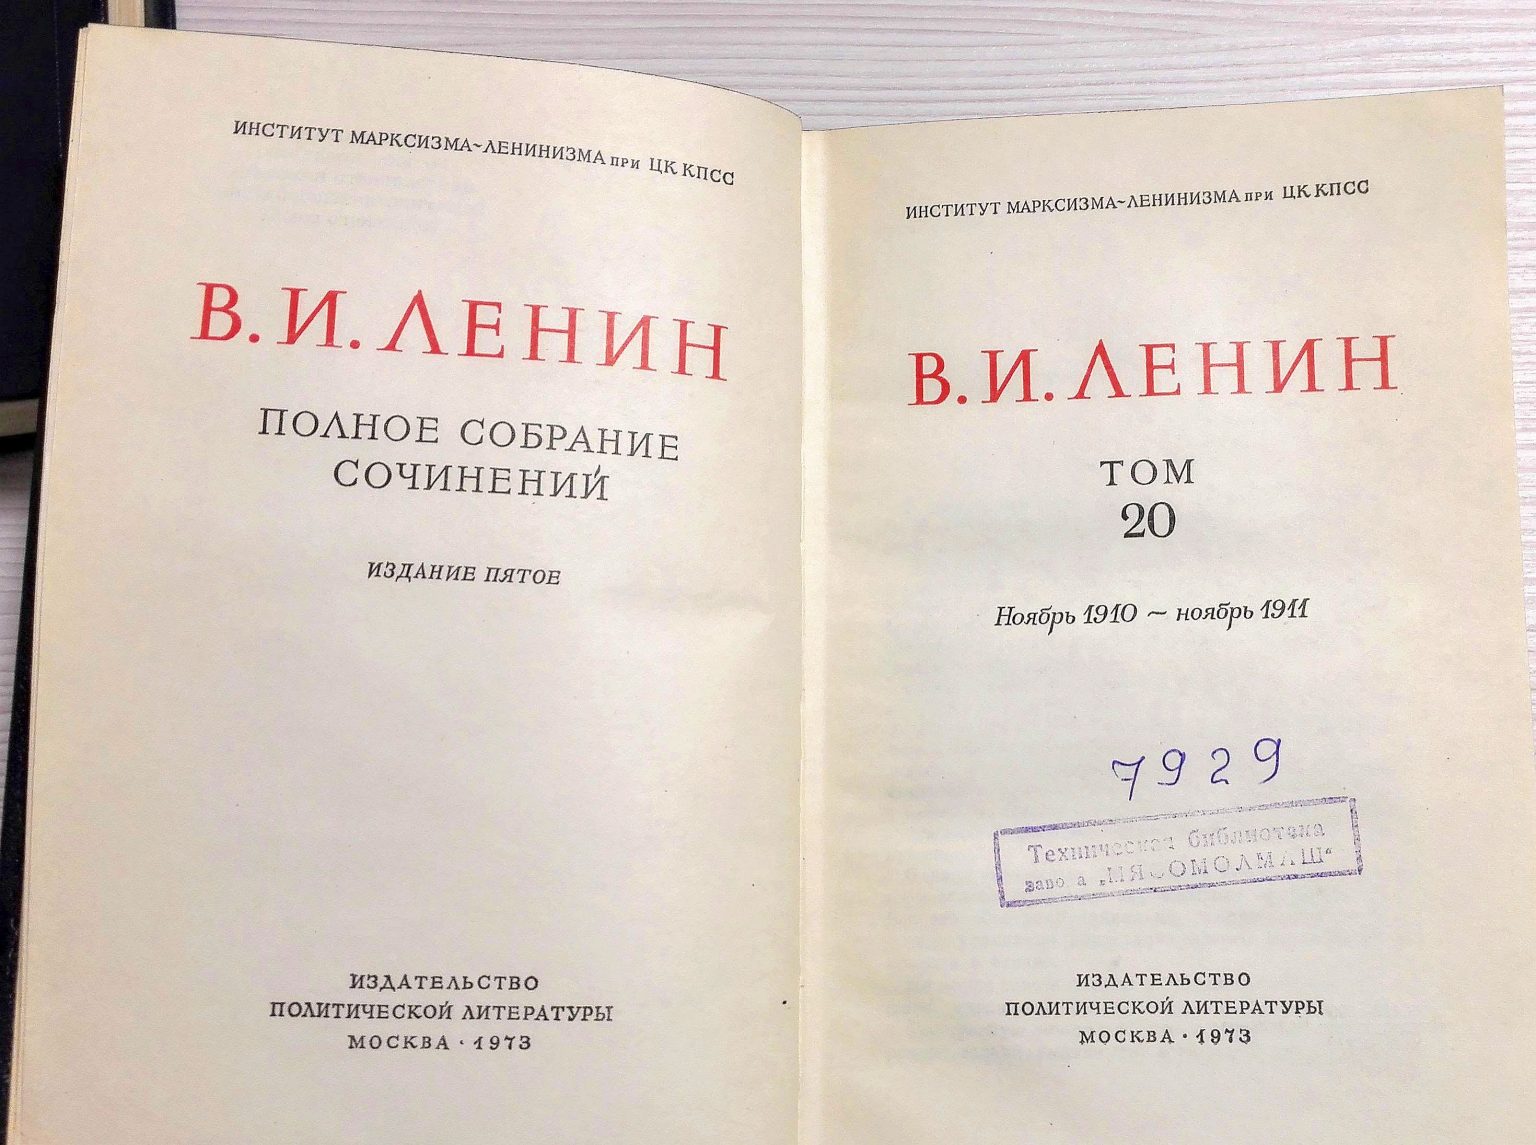 ИНСТИТУТ МАРКСИЗМА~ЛЕНИНИЗМА при ЦК КПСС
В. И. ЛЕНИН
ПОЛНОЕ СОБРАНИЕ
СОЧИНЕНИЙ
ИЗДАНИЕ ПЯТОЕ
ИЗДАТЕЛЬСТВО
ПОЛИТИЧЕСКОЙ ЛИТЕРАТУРЫ
МОСКВА · 1973
ИНСТИТУТ МАРКСИЗМА~ЛЕНИНИЗМА при ЦК КПСС
В. И. ЛЕНИН
ТОМ
20
Ноябрь 1910 ~ ноябрь 1911
7929
Техническая библиотека
завода „МЯСОМОЛМАШ“
ИЗДАТЕЛЬСТВО
ПОЛИТИЧЕСКОЙ ЛИТЕРАТУРЫ
МОСКВА · 1973